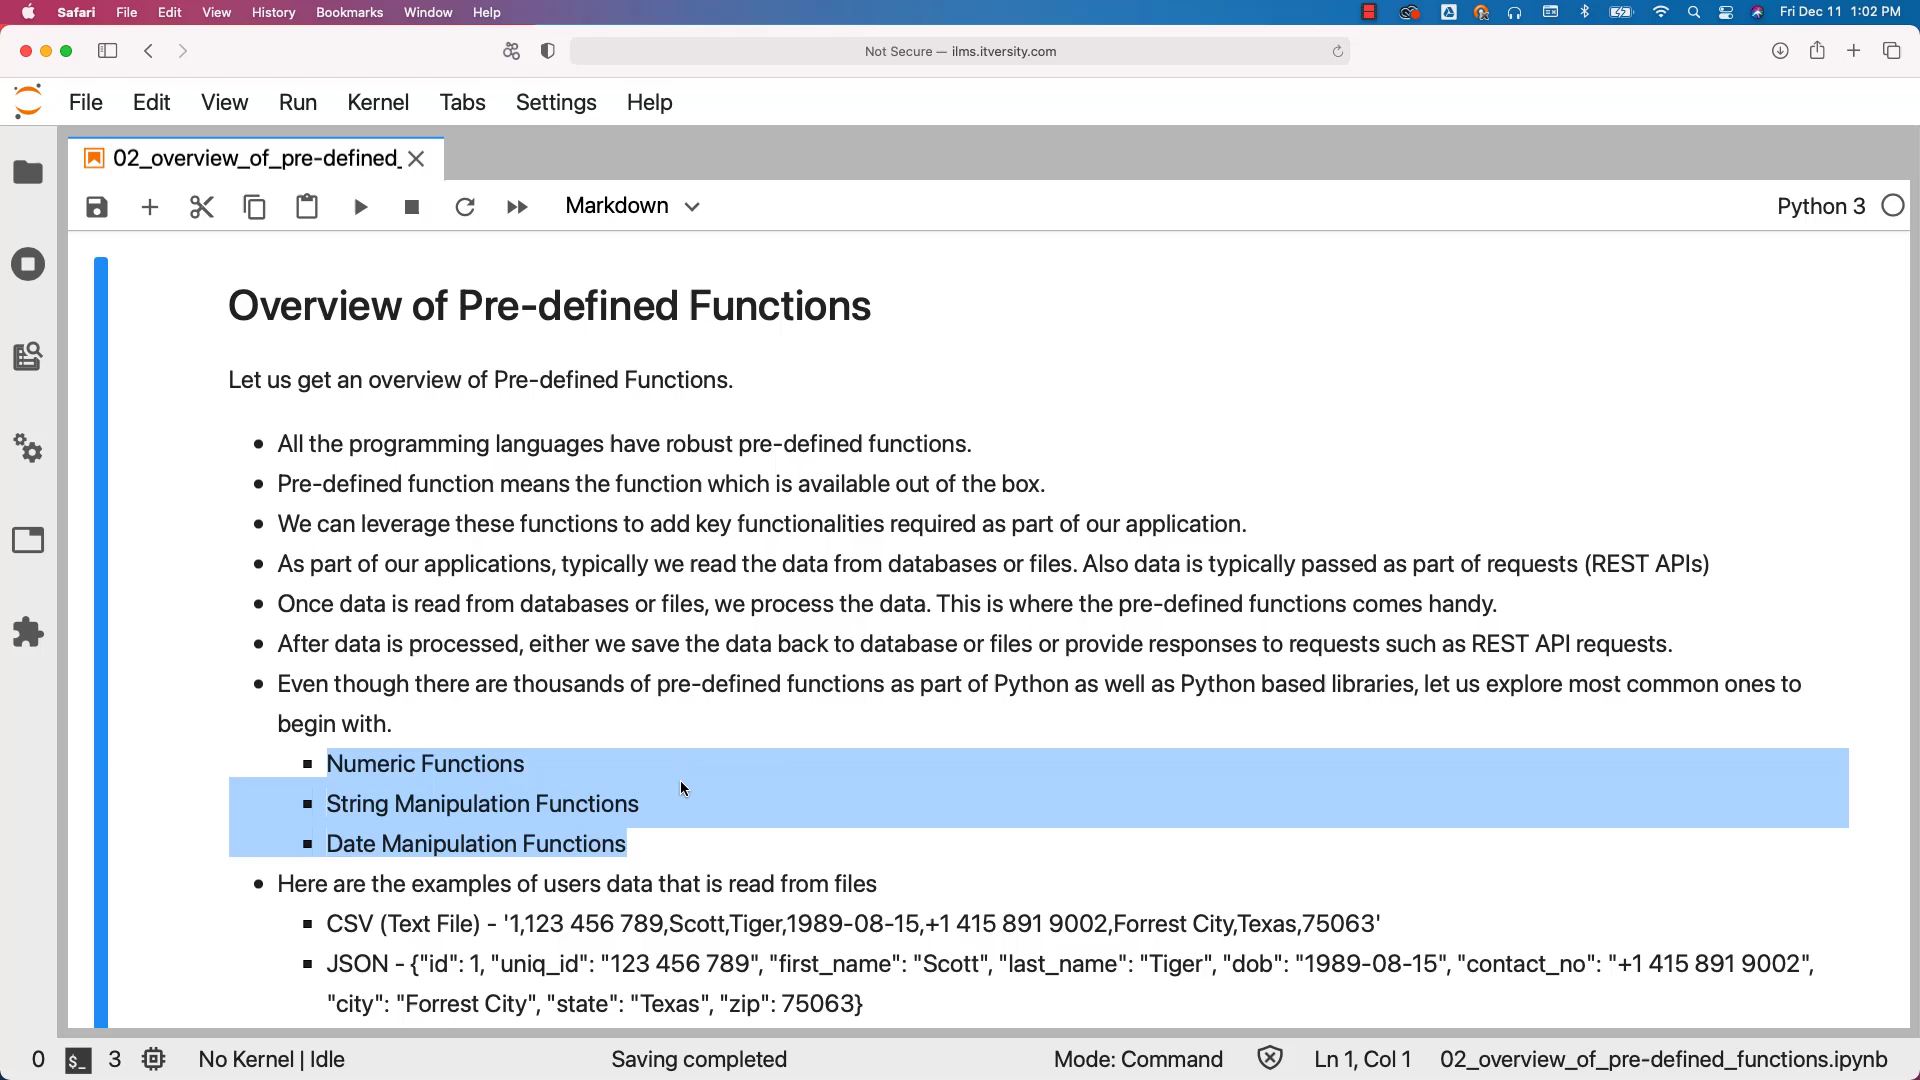 Safari File Edit View History Bookmarks Window Help Fri Dec 11 1:02 PM
Not Secure — ilms.itversity.com
File Edit View Run Kernel Tabs Settings Help
02_overview_of_pre-defined_
Markdown Python 3
Overview of Pre-defined Functions
Let us get an overview of Pre-defined Functions.
• All the programming languages have robust pre-defined functions.
• Pre-defined function means the function which is available out of the box.
• We can leverage these functions to add key functionalities required as part of our application.
• As part of our applications, typically we read the data from databases or files. Also data is typically passed as part of requests (REST APIs)
• Once data is read from databases or files, we process the data. This is where the pre-defined functions comes handy.
• After data is processed, either we save the data back to database or files or provide responses to requests such as REST API requests.
• Even though there are thousands of pre-defined functions as part of Python as well as Python based libraries, let us explore most common ones to
begin with.
▪ Numeric Functions
▪ String Manipulation Functions
▪ Date Manipulation Functions
• Here are the examples of users data that is read from files
▪ CSV (Text File) - '1,123 456 789,Scott,Tiger,1989-08-15,+1 415 891 9002,Forrest City,Texas,75063'
▪ JSON - {"id": 1, "uniq_id": "123 456 789", "first_name": "Scott", "last_name": "Tiger", "dob": "1989-08-15", "contact_no": "+1 415 891 9002",
"city": "Forrest City", "state": "Texas", "zip": 75063}
0 $_ 3 No Kernel | Idle Saving completed Mode: Command Ln 1, Col 1 02_overview_of_pre-defined_functions.ipynb